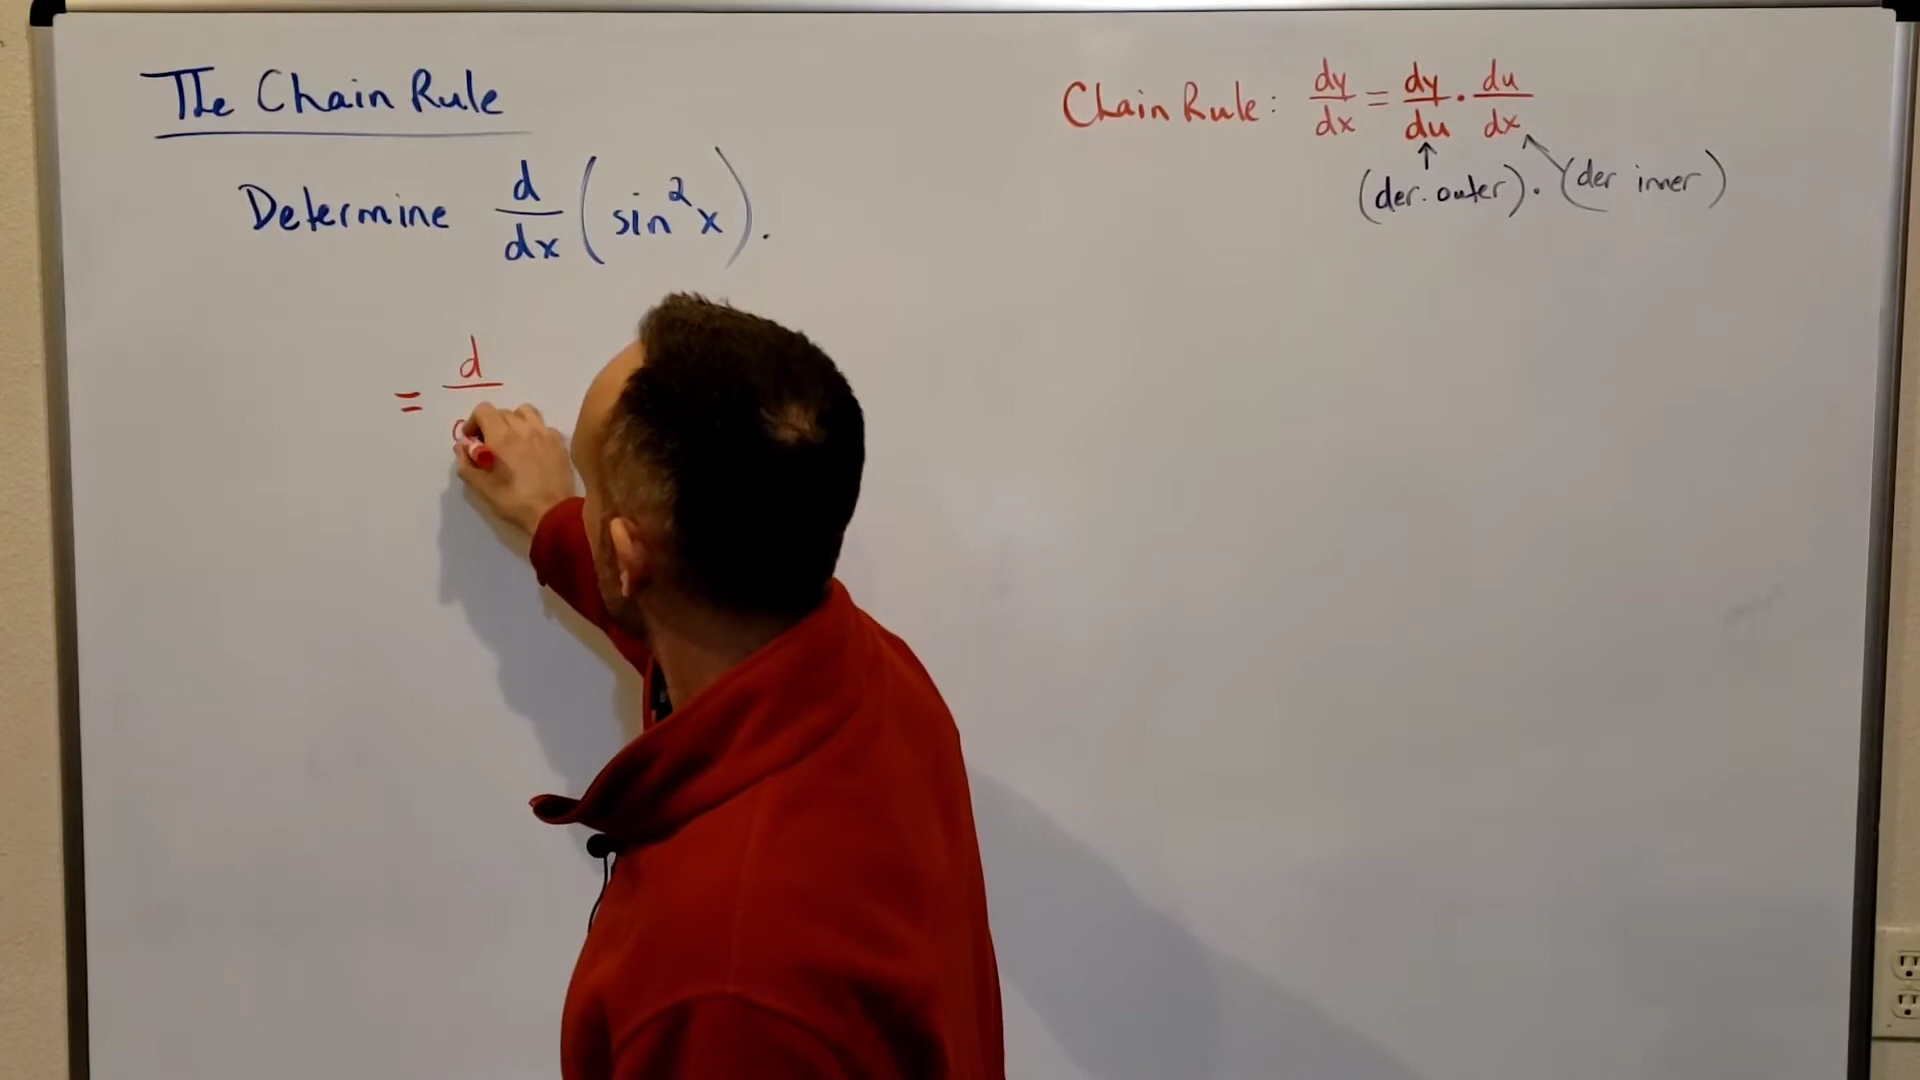 The Chain Rule
Determine d/dx (sin²x).
= d
Chain Rule: dy/dx = dy/du · du/dx
(der. outer) · (der inner)